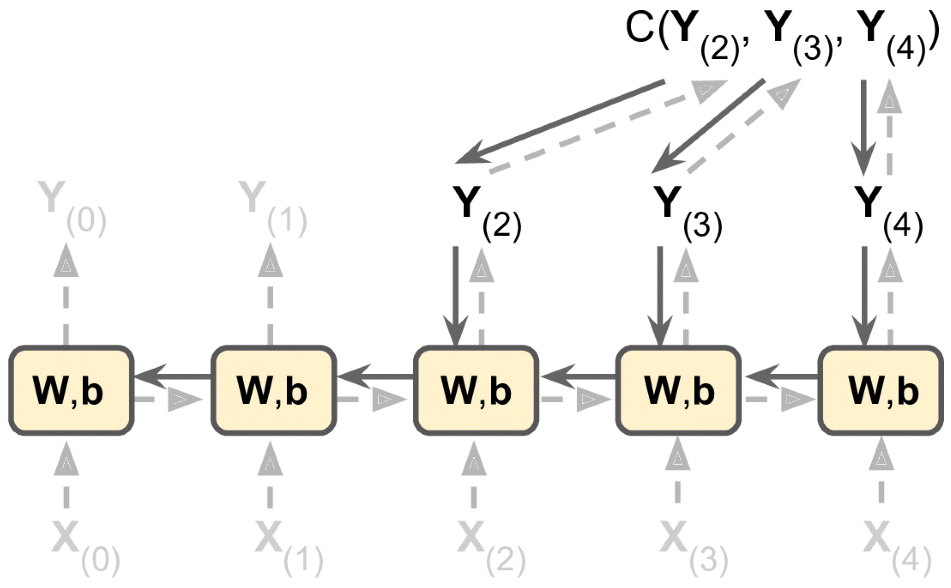 C(Y(2), Y(3), Y(4))
Y(0) Y(1) Y(2) Y(3) Y(4)
W,b W,b W,b W,b W,b
X(0) X(1) X(2) X(3) X(4)